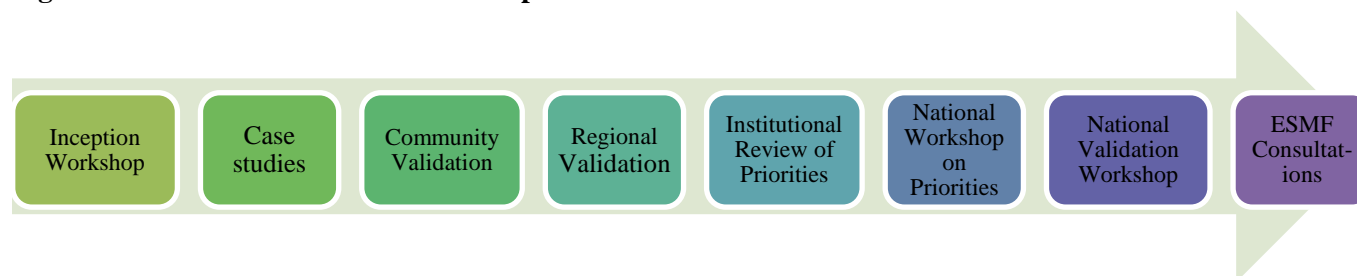 Inception
Workshop
Case
studies
Community
Validation
Regional
Validation
Institutional
Review of
Priorities
National
Workshop
on
Priorities
National
Validation
Workshop
ESMF
Consultat-
ions